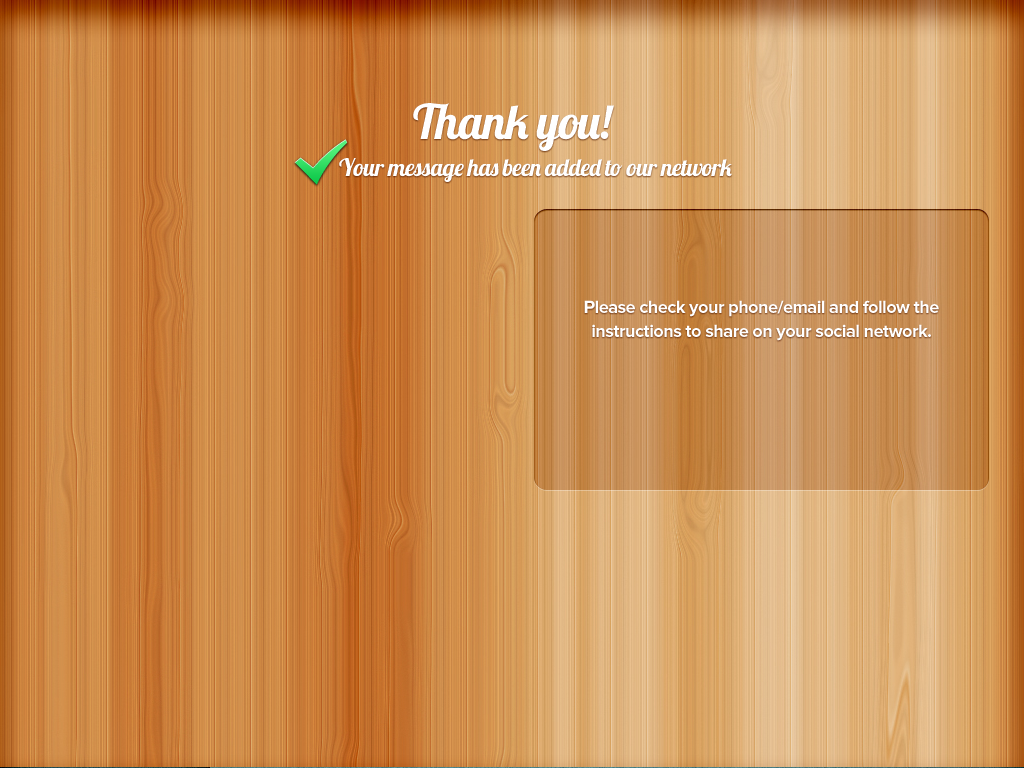 Thank you!
Your message has been added to our network
Please check your phone/email and follow the
instructions to share on your social network.